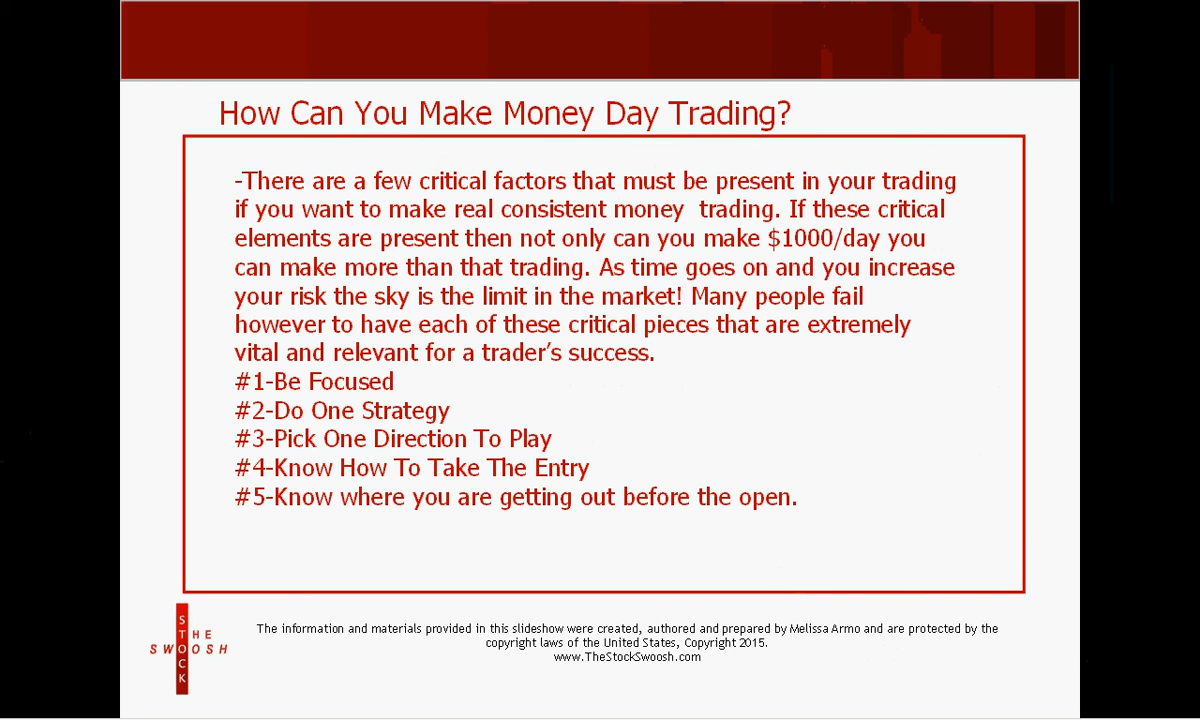 How Can You Make Money Day Trading?
-There are a few critical factors that must be present in your trading
if you want to make real consistent money  trading. If these critical
elements are present then not only can you make $1000/day you
can make more than that trading. As time goes on and you increase
your risk the sky is the limit in the market! Many people fail
however to have each of these critical pieces that are extremely
vital and relevant for a trader's success.
#1-Be Focused
#2-Do One Strategy
#3-Pick One Direction To Play
#4-Know How To Take The Entry
#5-Know where you are getting out before the open.
THE
STOCK
SWOOSH
The information and materials provided in this slideshow were created, authored and prepared by Melissa Armo and are protected by the
copyright laws of the United States, Copyright 2015.
www.TheStockSwoosh.com